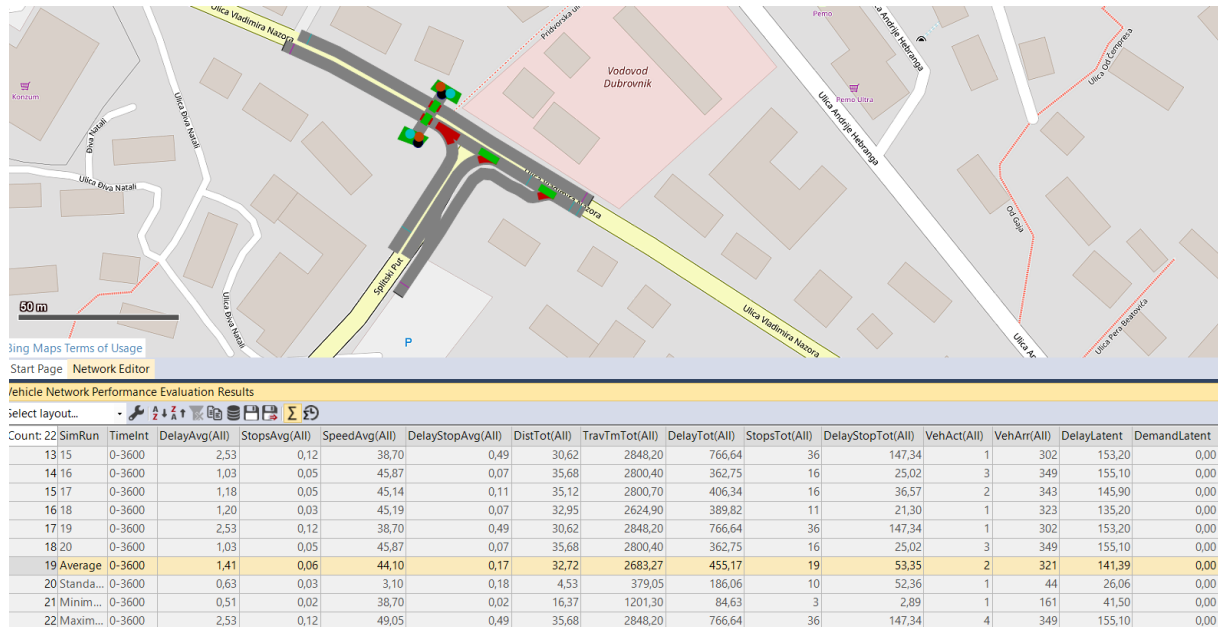 Ulica Vladimira Nazora
Pridvorska ul
Pemo
Ulica Andrije Hebranga
Ulica Od Čempresa
Konzum
Vodovod
Dubrovnik
Pemo Ultra
Ulica Điva Natali
Điva Natali
Ulica Andrije Hebranga
Ulica Điva Natali
Vladimira Nazora
Od Gaja
Splitski Put
Ulica Điva Natali
50 m
Ulica Vladimira Nazora
Ulica Pera Beatovića
P
Bing Maps Terms of Usage
Start Page Network Editor
Vehicle Network Performance Evaluation Results
Select layout...
Count: 22 SimRun TimeInt DelayAvg(All) StopsAvg(All) SpeedAvg(All) DelayStopAvg(All) DistTot(All) TravTmTot(All) DelayTot(All) StopsTot(All) DelayStopTot(All) VehAct(All) VehArr(All) DelayLatent DemandLatent
13 15 0-3600 2,53 0,12 38,70 0,49 30,62 2848,20 766,64 36 147,34 1 302 153,20 0,00
14 16 0-3600 1,03 0,05 45,87 0,07 35,68 2800,40 362,75 16 25,02 3 349 155,10 0,00
15 17 0-3600 1,18 0,05 45,14 0,11 35,12 2800,70 406,34 16 36,57 2 343 145,90 0,00
16 18 0-3600 1,20 0,03 45,19 0,07 32,95 2624,90 389,82 11 21,30 1 323 135,20 0,00
17 19 0-3600 2,53 0,12 38,70 0,49 30,62 2848,20 766,64 36 147,34 1 302 153,20 0,00
18 20 0-3600 1,03 0,05 45,87 0,07 35,68 2800,40 362,75 16 25,02 3 349 155,10 0,00
19 Average 0-3600 1,41 0,06 44,10 0,17 32,72 2683,27 455,17 19 53,35 2 321 141,39 0,00
20 Standa... 0-3600 0,63 0,03 3,10 0,18 4,53 379,05 186,06 10 52,36 1 44 26,06 0,00
21 Minim... 0-3600 0,51 0,02 38,70 0,02 16,37 1201,30 84,63 3 2,89 1 161 41,50 0,00
22 Maxim... 0-3600 2,53 0,12 49,05 0,49 35,68 2848,20 766,64 36 147,34 4 349 155,10 0,00